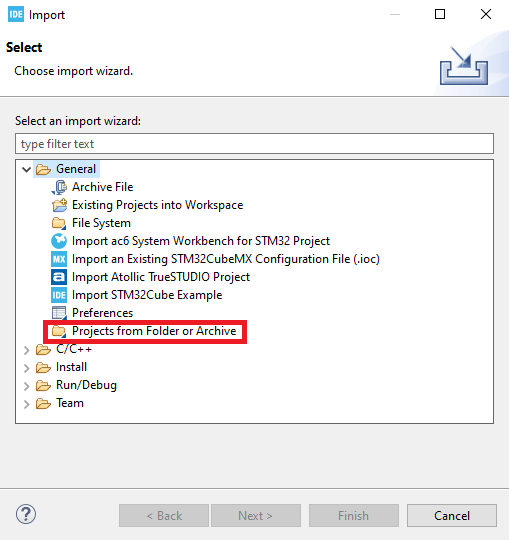 IDE Import
Select
Choose import wizard.
Select an import wizard:
type filter text
General
Archive File
Existing Projects into Workspace
File System
Import ac6 System Workbench for STM32 Project
MX Import an Existing STM32CubeMX Configuration File (.ioc)
a Import Atollic TrueSTUDIO Project
IDE Import STM32Cube Example
Preferences
Projects from Folder or Archive
C/C++
Install
Run/Debug
Team
? < Back Next > Finish Cancel